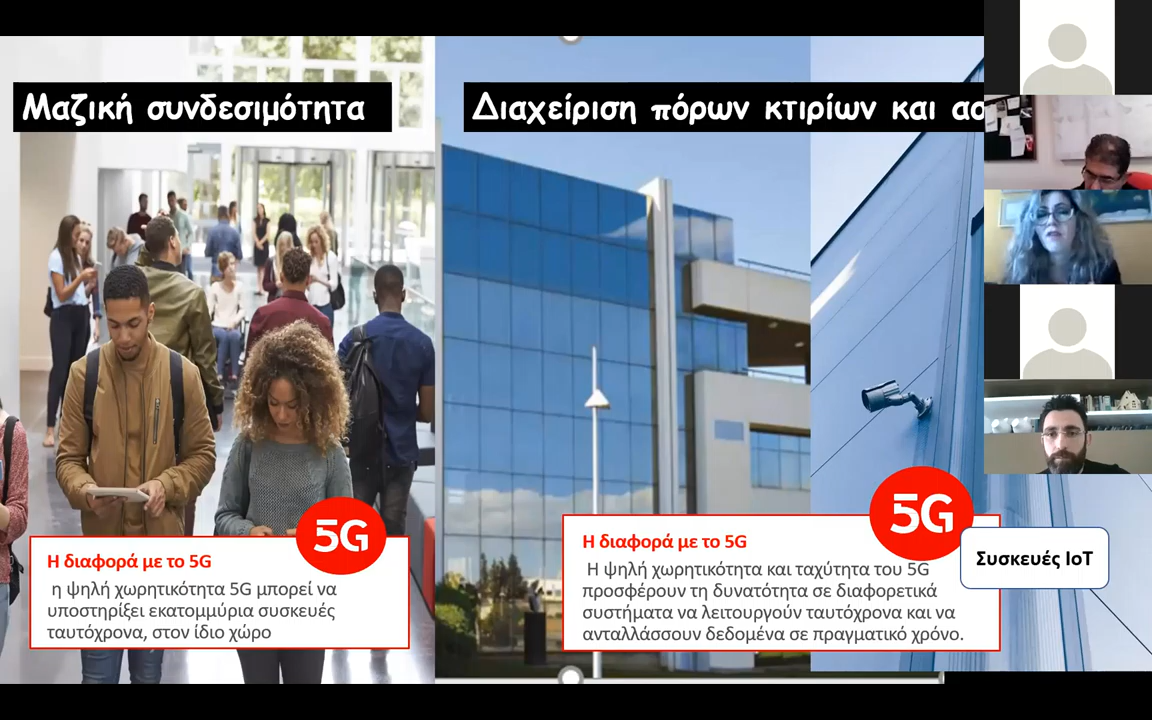 Μαζική συνδεσιμότητα
5G
Η διαφορά με το 5G
η ψηλή χωρητικότητα 5G μπορεί να
υποστηρίξει εκατομμύρια συσκευές
ταυτόχρονα, στον ίδιο χώρο
Διαχείριση πόρων κτιρίων και
5G
Η διαφορά με το 5G
Η ψηλή χωρητικότητα και ταχύτητα του 5G
προσφέρουν τη δυνατότητα σε διαφορετικά
συστήματα να λειτουργούν ταυτόχρονα και να
ανταλλάσσουν δεδομένα σε πραγματικό χρόνο.
Συσκευές IoT